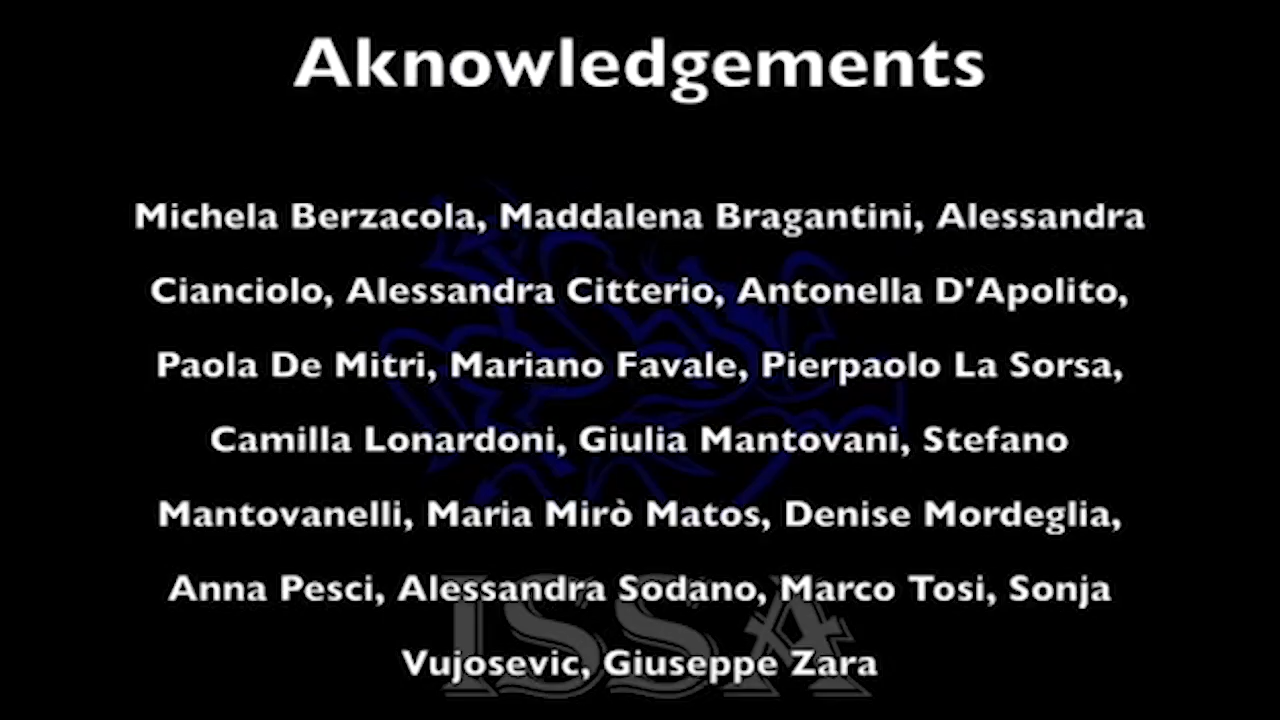 Aknowledgements
Michela Berzacola, Maddalena Bragantini, Alessandra
Cianciolo, Alessandra Citterio, Antonella D'Apolito,
Paola De Mitri, Mariano Favale, Pierpaolo La Sorsa,
Camilla Lonardoni, Giulia Mantovani, Stefano
Mantovanelli, Maria Mirò Matos, Denise Mordeglia,
Anna Pesci, Alessandra Sodano, Marco Tosi, Sonja
Vujosevic, Giuseppe Zara
ISSA